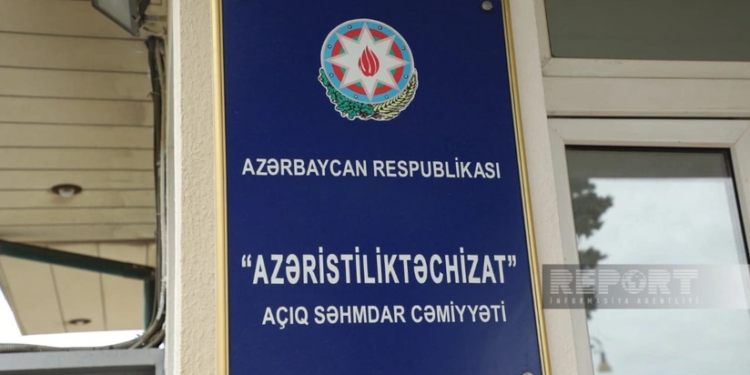 AZƏRBAYCAN RESPUBLİKASI
“AZƏRİSTİLİKTƏCHİZAT”
AÇIQ SƏHMDAR CƏMİYYƏTİ
REPORT
İNFORMASİYA AGENTLİYİ